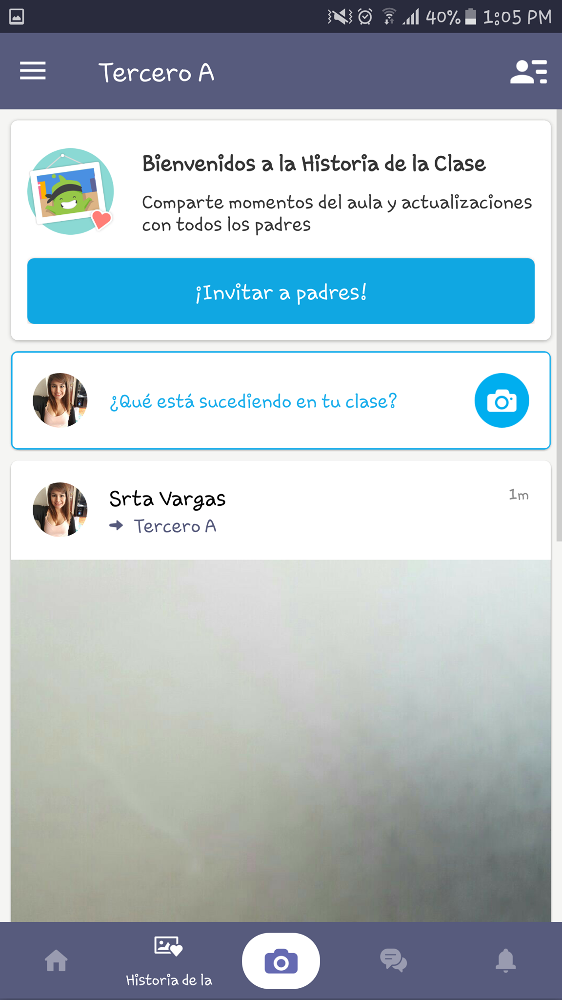 40% 1:05 PM
Tercero A
Bienvenidos a la Historia de la Clase
Comparte momentos del aula y actualizaciones
con todos los padres
¡Invitar a padres!
¿Qué está sucediendo en tu clase?
Srta Vargas
1m
Tercero A
Historia de la